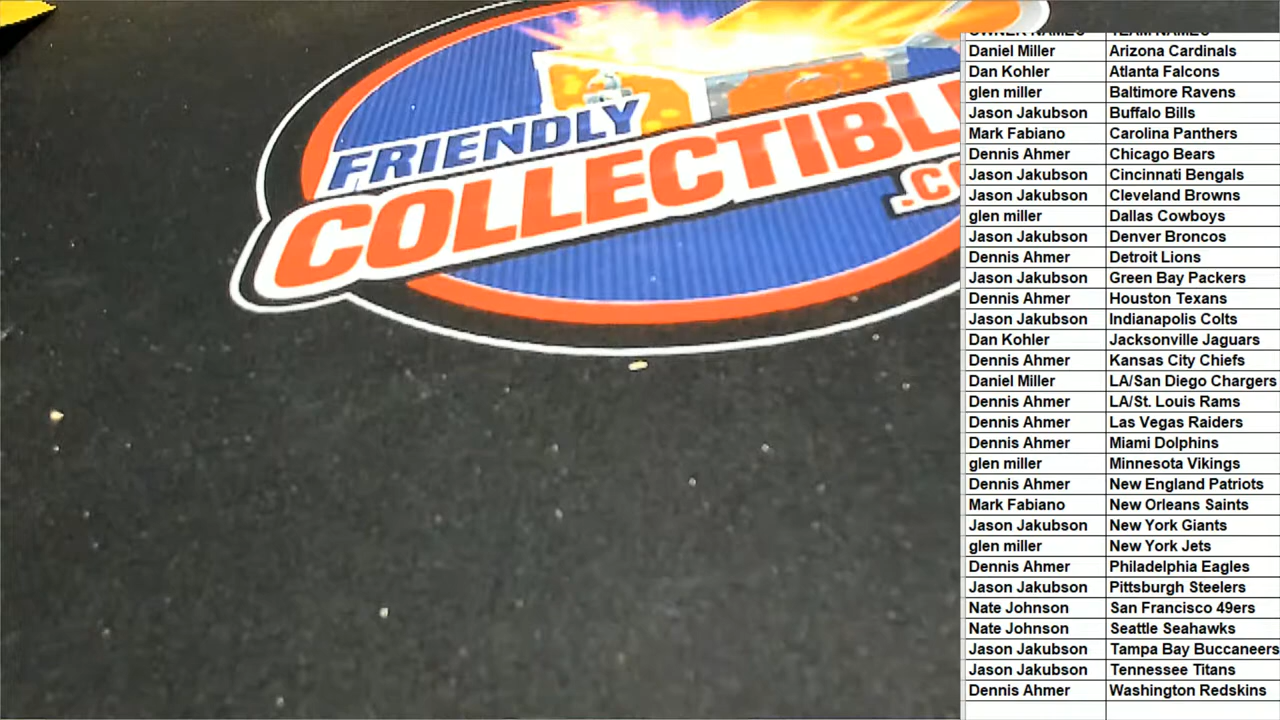 FRIENDLY
COLLECTIBL
.CO
OWNER NAMES TEAM NAMES
Daniel Miller Arizona Cardinals
Dan Kohler Atlanta Falcons
glen miller Baltimore Ravens
Jason Jakubson Buffalo Bills
Mark Fabiano Carolina Panthers
Dennis Ahmer Chicago Bears
Jason Jakubson Cincinnati Bengals
Jason Jakubson Cleveland Browns
glen miller Dallas Cowboys
Jason Jakubson Denver Broncos
Dennis Ahmer Detroit Lions
Jason Jakubson Green Bay Packers
Dennis Ahmer Houston Texans
Jason Jakubson Indianapolis Colts
Dan Kohler Jacksonville Jaguars
Dennis Ahmer Kansas City Chiefs
Daniel Miller LA/San Diego Chargers
Dennis Ahmer LA/St. Louis Rams
Dennis Ahmer Las Vegas Raiders
Dennis Ahmer Miami Dolphins
glen miller Minnesota Vikings
Dennis Ahmer New England Patriots
Mark Fabiano New Orleans Saints
Jason Jakubson New York Giants
glen miller New York Jets
Dennis Ahmer Philadelphia Eagles
Jason Jakubson Pittsburgh Steelers
Nate Johnson San Francisco 49ers
Nate Johnson Seattle Seahawks
Jason Jakubson Tampa Bay Buccaneers
Jason Jakubson Tennessee Titans
Dennis Ahmer Washington Redskins